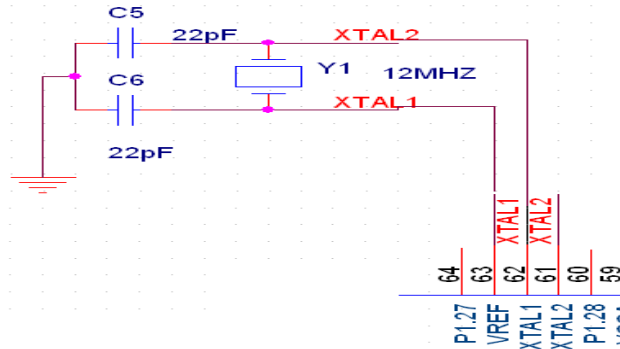 C5
22pF
XTAL2
C6
Y1
12MHZ
XTAL1
22pF
XTAL1
XTAL2
64
63
62
61
60
59
P1.27
VREF
XTAL1
XTAL2
P1.28